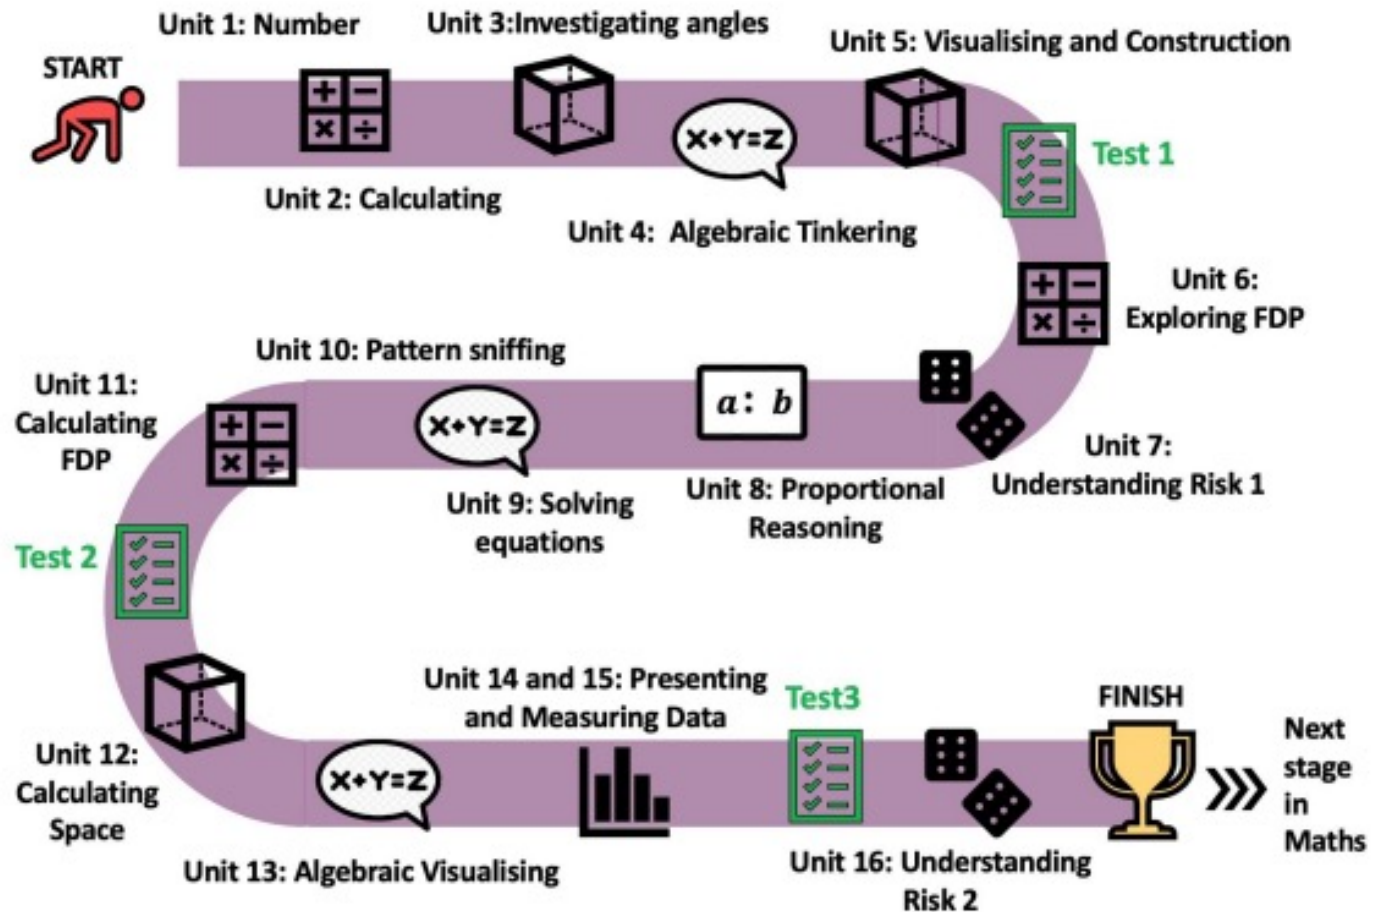 Unit 1: Number
Unit 3:Investigating angles
Unit 5: Visualising and Construction
START
+ −
× ÷
X+Y=Z
Test 1
Unit 2: Calculating
Unit 4:  Algebraic Tinkering
+ −
× ÷
Unit 6:
Exploring FDP
Unit 7:
Understanding Risk 1
a: b
Unit 8: Proportional
Reasoning
X+Y=Z
Unit 9: Solving
equations
Unit 10: Pattern sniffing
Unit 11:
Calculating
FDP
+ −
× ÷
Test 2
Unit 12:
Calculating
Space
X+Y=Z
Unit 13: Algebraic Visualising
Unit 14 and 15: Presenting
and Measuring Data
Test3
Unit 16: Understanding
Risk 2
FINISH
Next
stage
in
Maths